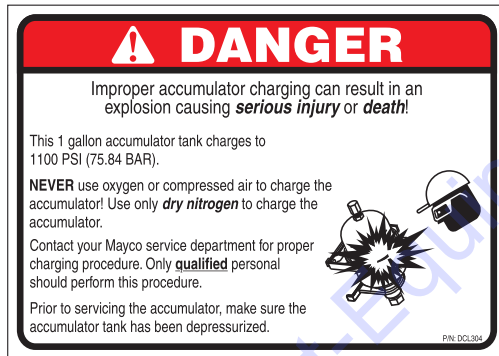 DANGER
Improper accumulator charging can result in an
explosion causing serious injury or death!
This 1 gallon accumulator tank charges to
1100 PSI (75.84 BAR).
NEVER use oxygen or compressed air to charge the
accumulator! Use only dry nitrogen to charge the
accumulator.
Contact your Mayco service department for proper
charging procedure. Only qualified personal
should perform this procedure.
Prior to servicing the accumulator, make sure the
accumulator tank has been depressurized.
P/N: DCL304